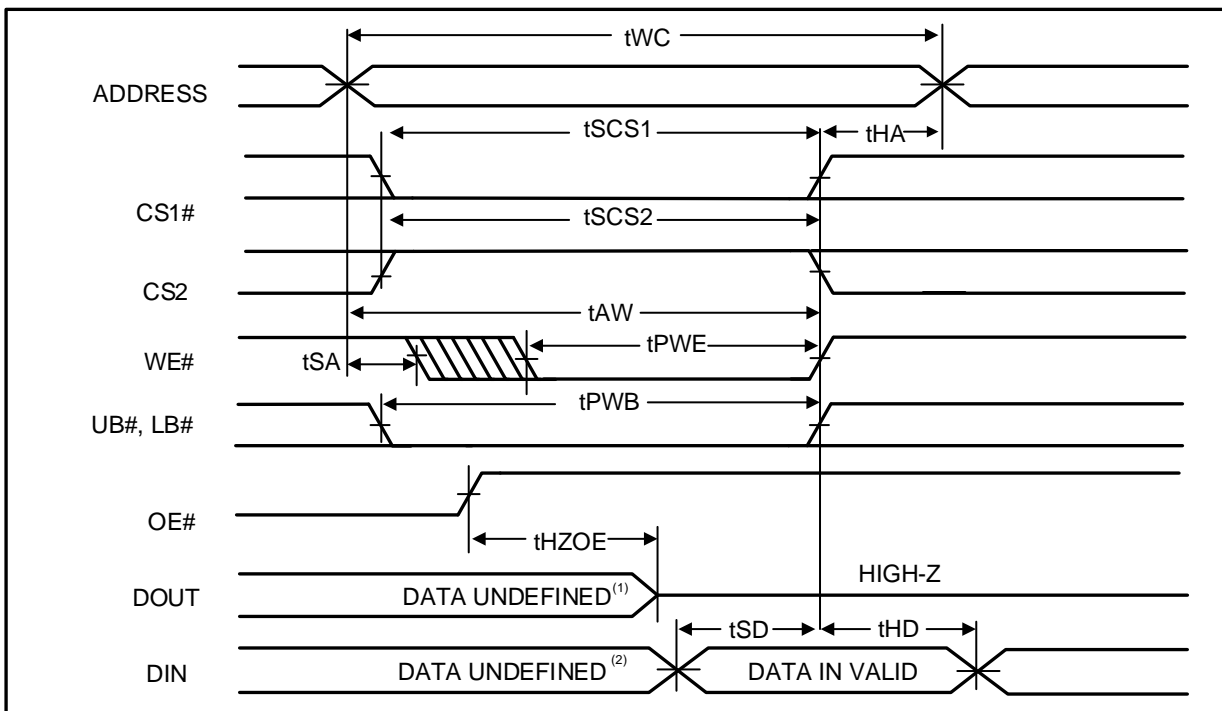 tWC
ADDRESS
tSCS1
tHA
CS1#
tSCS2
CS2
tAW
WE#
tSA
tPWE
tPWB
UB#, LB#
OE#
tHZOE
HIGH-Z
DOUT
DATA UNDEFINED(1)
tSD
tHD
DIN
DATA UNDEFINED (2)
DATA IN VALID